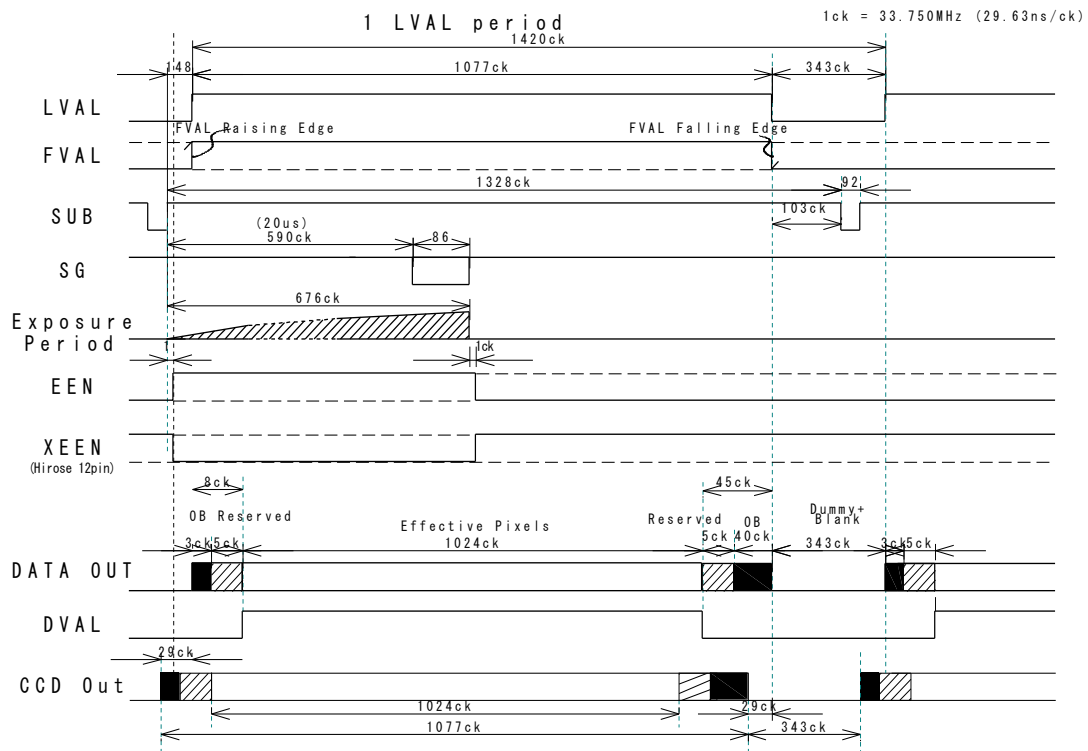 1 LVAL period
1ck = 33.750MHz (29.63ns/ck)
1420ck
148
1077ck
343ck
LVAL
FVAL Raising Edge
FVAL Falling Edge
FVAL
1328ck
92
SUB
103ck
(20us)
590ck
86
SG
676ck
Exposure
Period
1
1ck
EEN
XEEN
(Hirose 12pin)
8ck
45ck
OB Reserved
Effective Pixels
Reserved
OB
Dummy+
Blank
3ck
5ck
1024ck
5ck
40ck
343ck
3ck
5ck
DATA OUT
DVAL
29ck
CCD Out
1024ck
29ck
1077ck
343ck